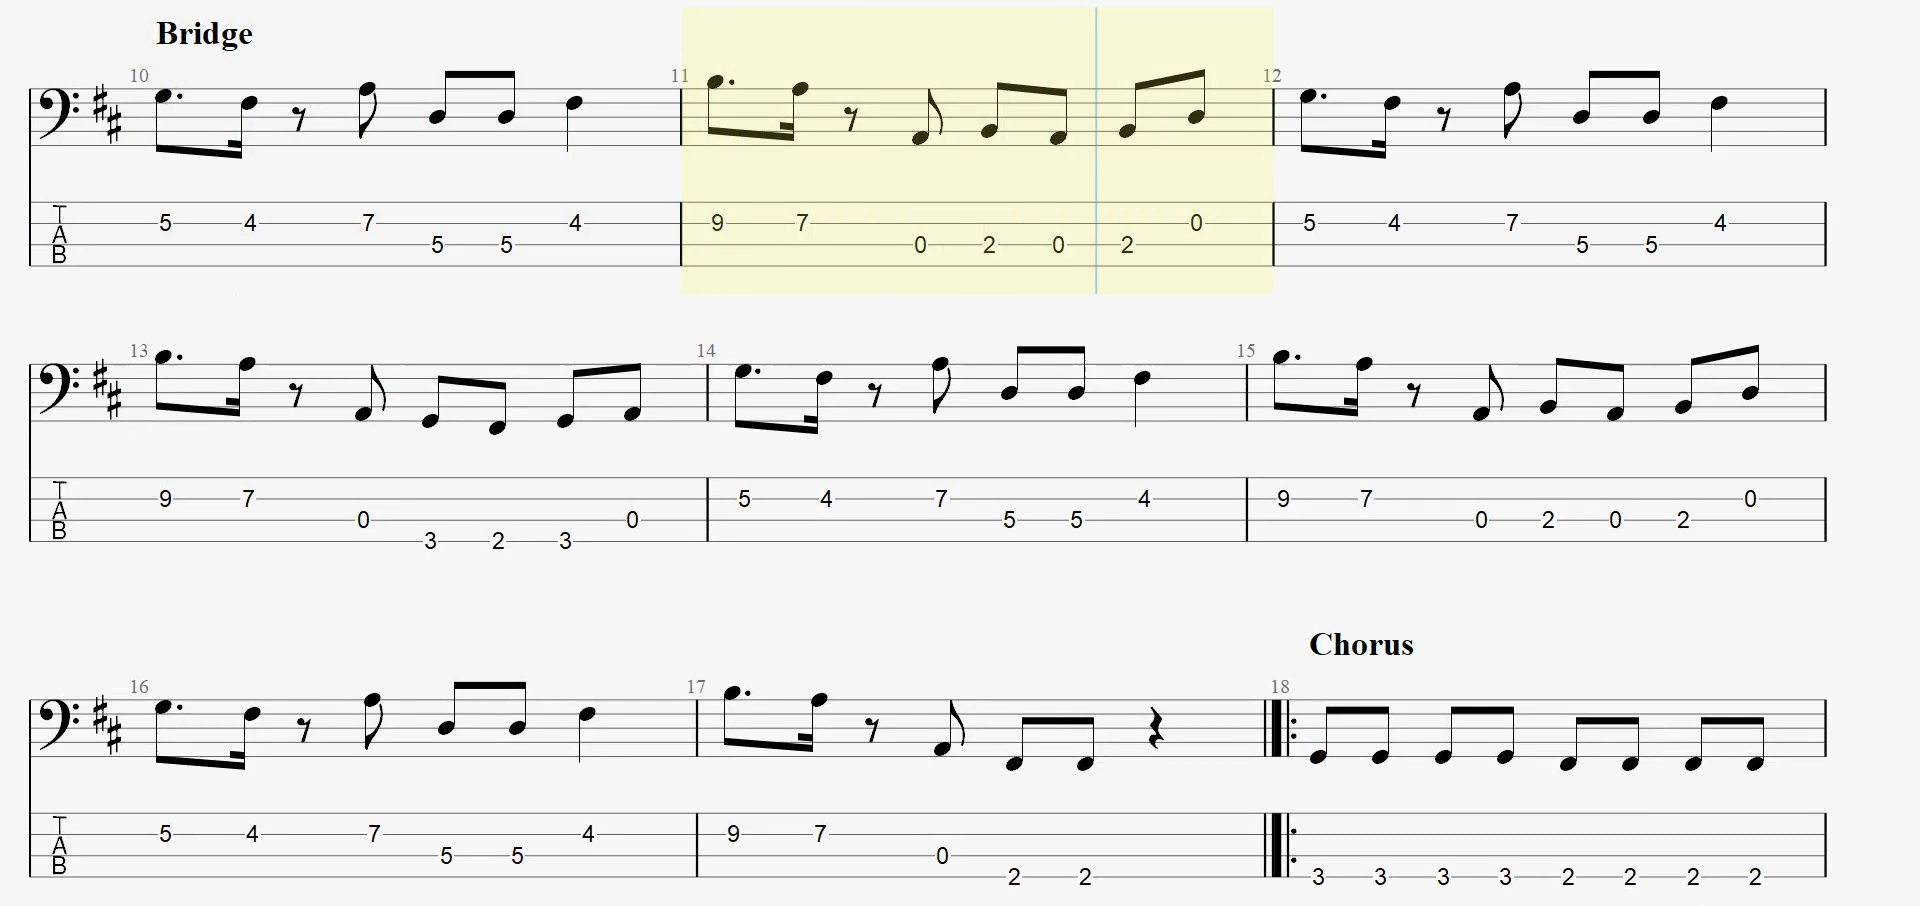 Bridge
10 11 12
T 5 4 7 4 9 7 0 5 4 7 4
A 5 5 0 2 0 2 5 5
B
13 14 15
T 9 7 5 4 7 4 9 7 0
A 0 0 5 5 0 2 0 2
B 3 2 3
Chorus
16 17 18
T 5 4 7 4 9 7
A 5 5 0
B 2 2 3 3 3 3 2 2 2 2